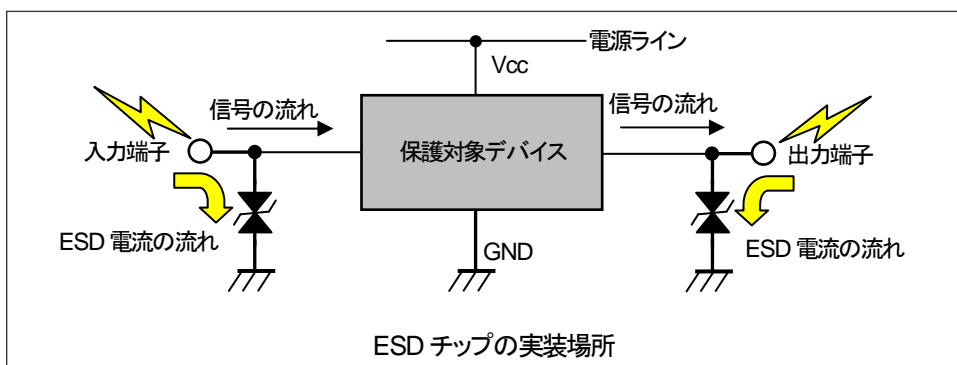 電源ライン
Vcc
信号の流れ
信号の流れ
入力端子
保護対象デバイス
出力端子
ESD 電流の流れ
GND
ESD 電流の流れ
ESD チップの実装場所